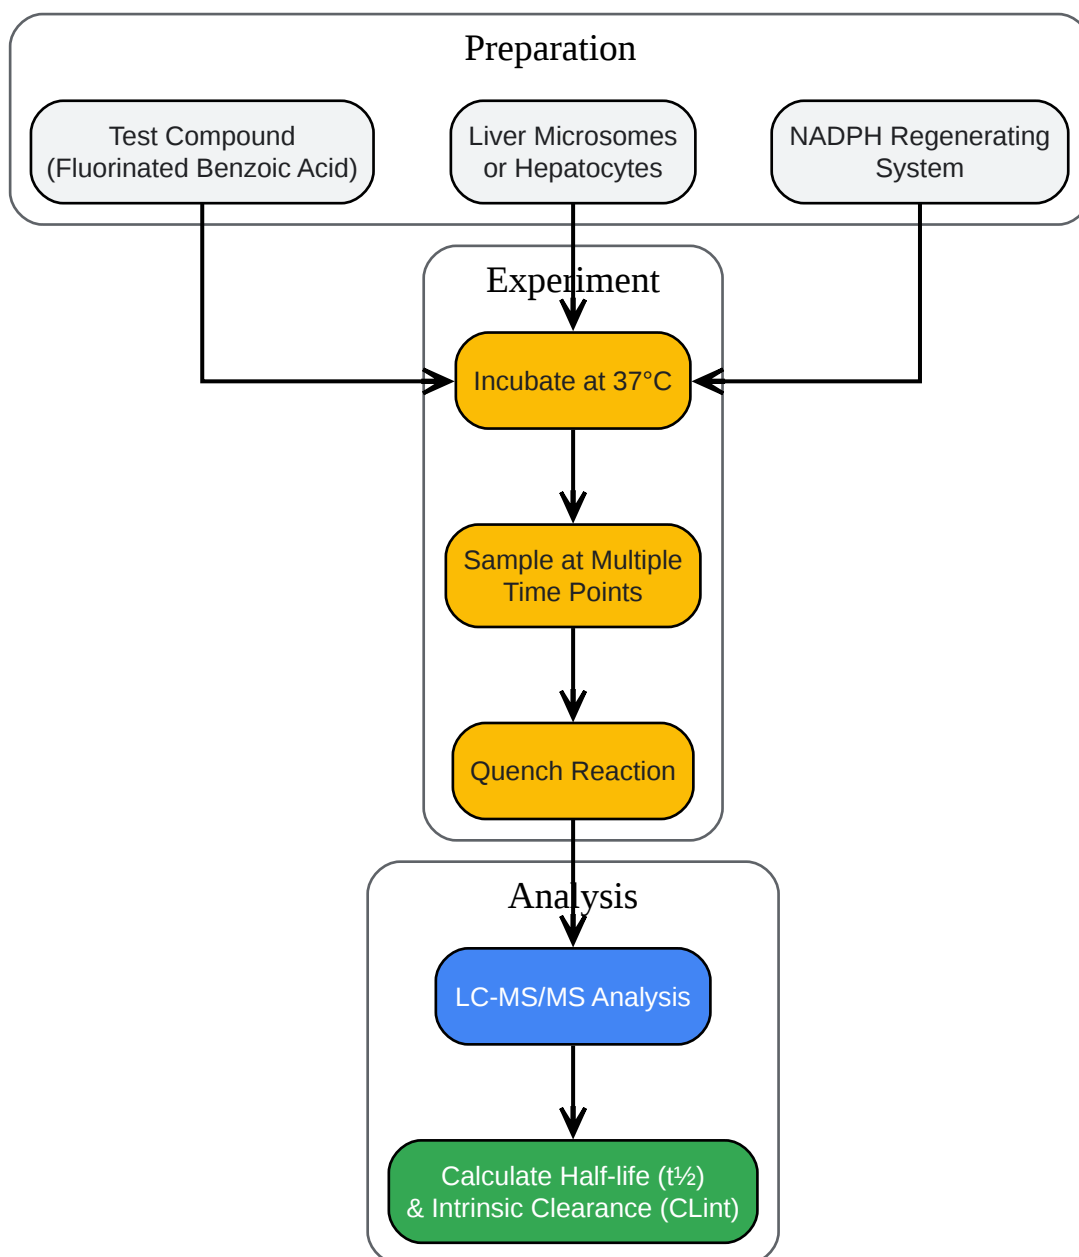 Preparation
Test Compound
(Fluorinated Benzoic Acid)
Liver Microsomes
or Hepatocytes
NADPH Regenerating
System
Experiment
Incubate at 37°C
Sample at Multiple
Time Points
Quench Reaction
Analysis
LC-MS/MS Analysis
Calculate Half-life (t½)
& Intrinsic Clearance (CLint)